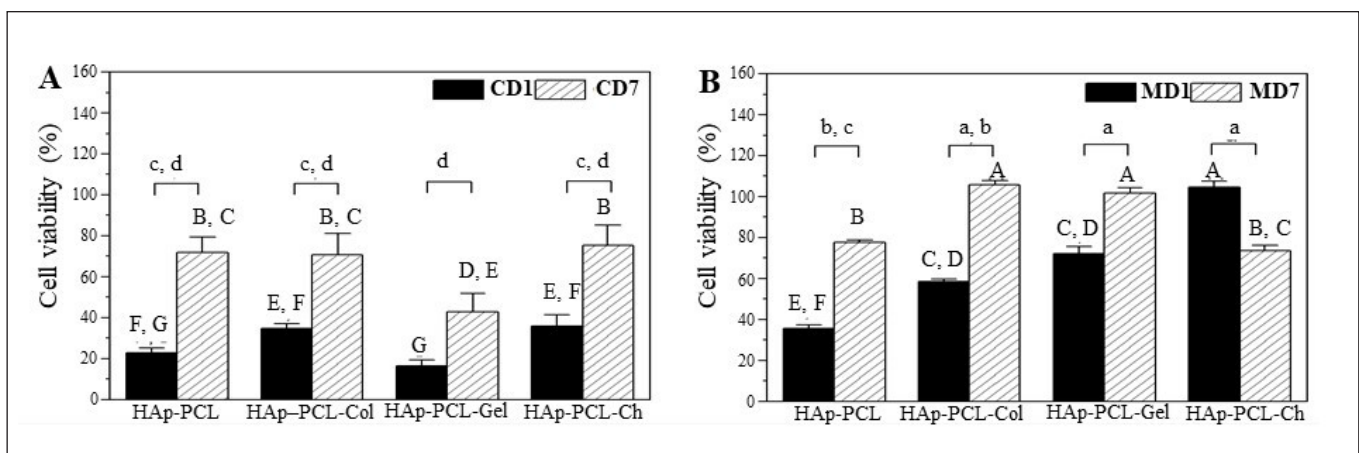 A
160
140
120
100
80
60
40
20
0
Cell viability (%)
CD1 CD7
c, d c, d d c, d
F, G B, C E, F B, C G D, E E, F B
HAp-PCL HAp–PCL-Col HAp-PCL-Gel HAp-PCL-Ch
B
160
140
120
100
80
60
40
20
0
Cell viability (%)
MD1 MD7
b, c a, b a a
E, F B C, D A C, D A A B, C
HAp-PCL HAp-PCL-Col HAp-PCL-Gel HAp-PCL-Ch